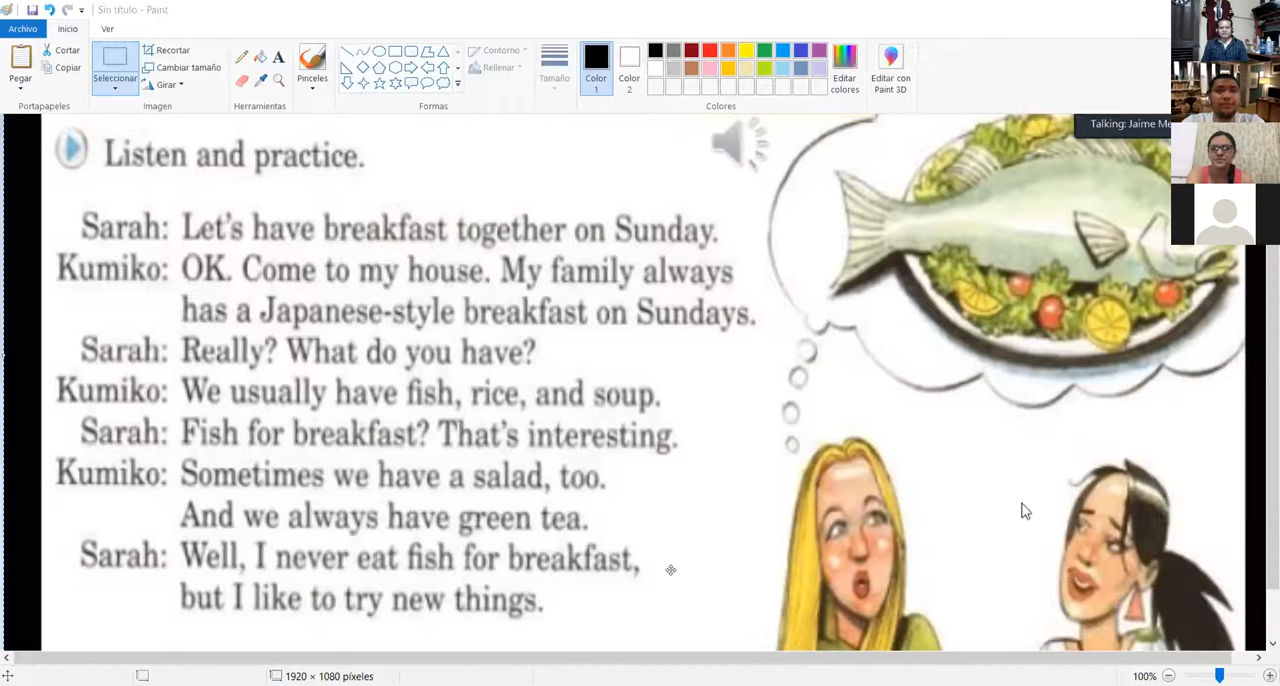 Sin título - Paint
Archivo Inicio Ver
Pegar
Cortar
Copiar
Portapapeles
Seleccionar
Recortar
Cambiar tamaño
Girar
Imagen
Herramientas
Pinceles
Contorno
Rellenar
Formas
Tamaño
Color 1
Color 2
Colores
Editar colores
Editar con Paint 3D
Talking: Jaime Me
Listen and practice.
Sarah: Let's have breakfast together on Sunday.
Kumiko: OK. Come to my house. My family always
has a Japanese-style breakfast on Sundays.
Sarah: Really? What do you have?
Kumiko: We usually have fish, rice, and soup.
Sarah: Fish for breakfast? That's interesting.
Kumiko: Sometimes we have a salad, too.
And we always have green tea.
Sarah: Well, I never eat fish for breakfast,
but I like to try new things.
1920 × 1080 píxeles
100%